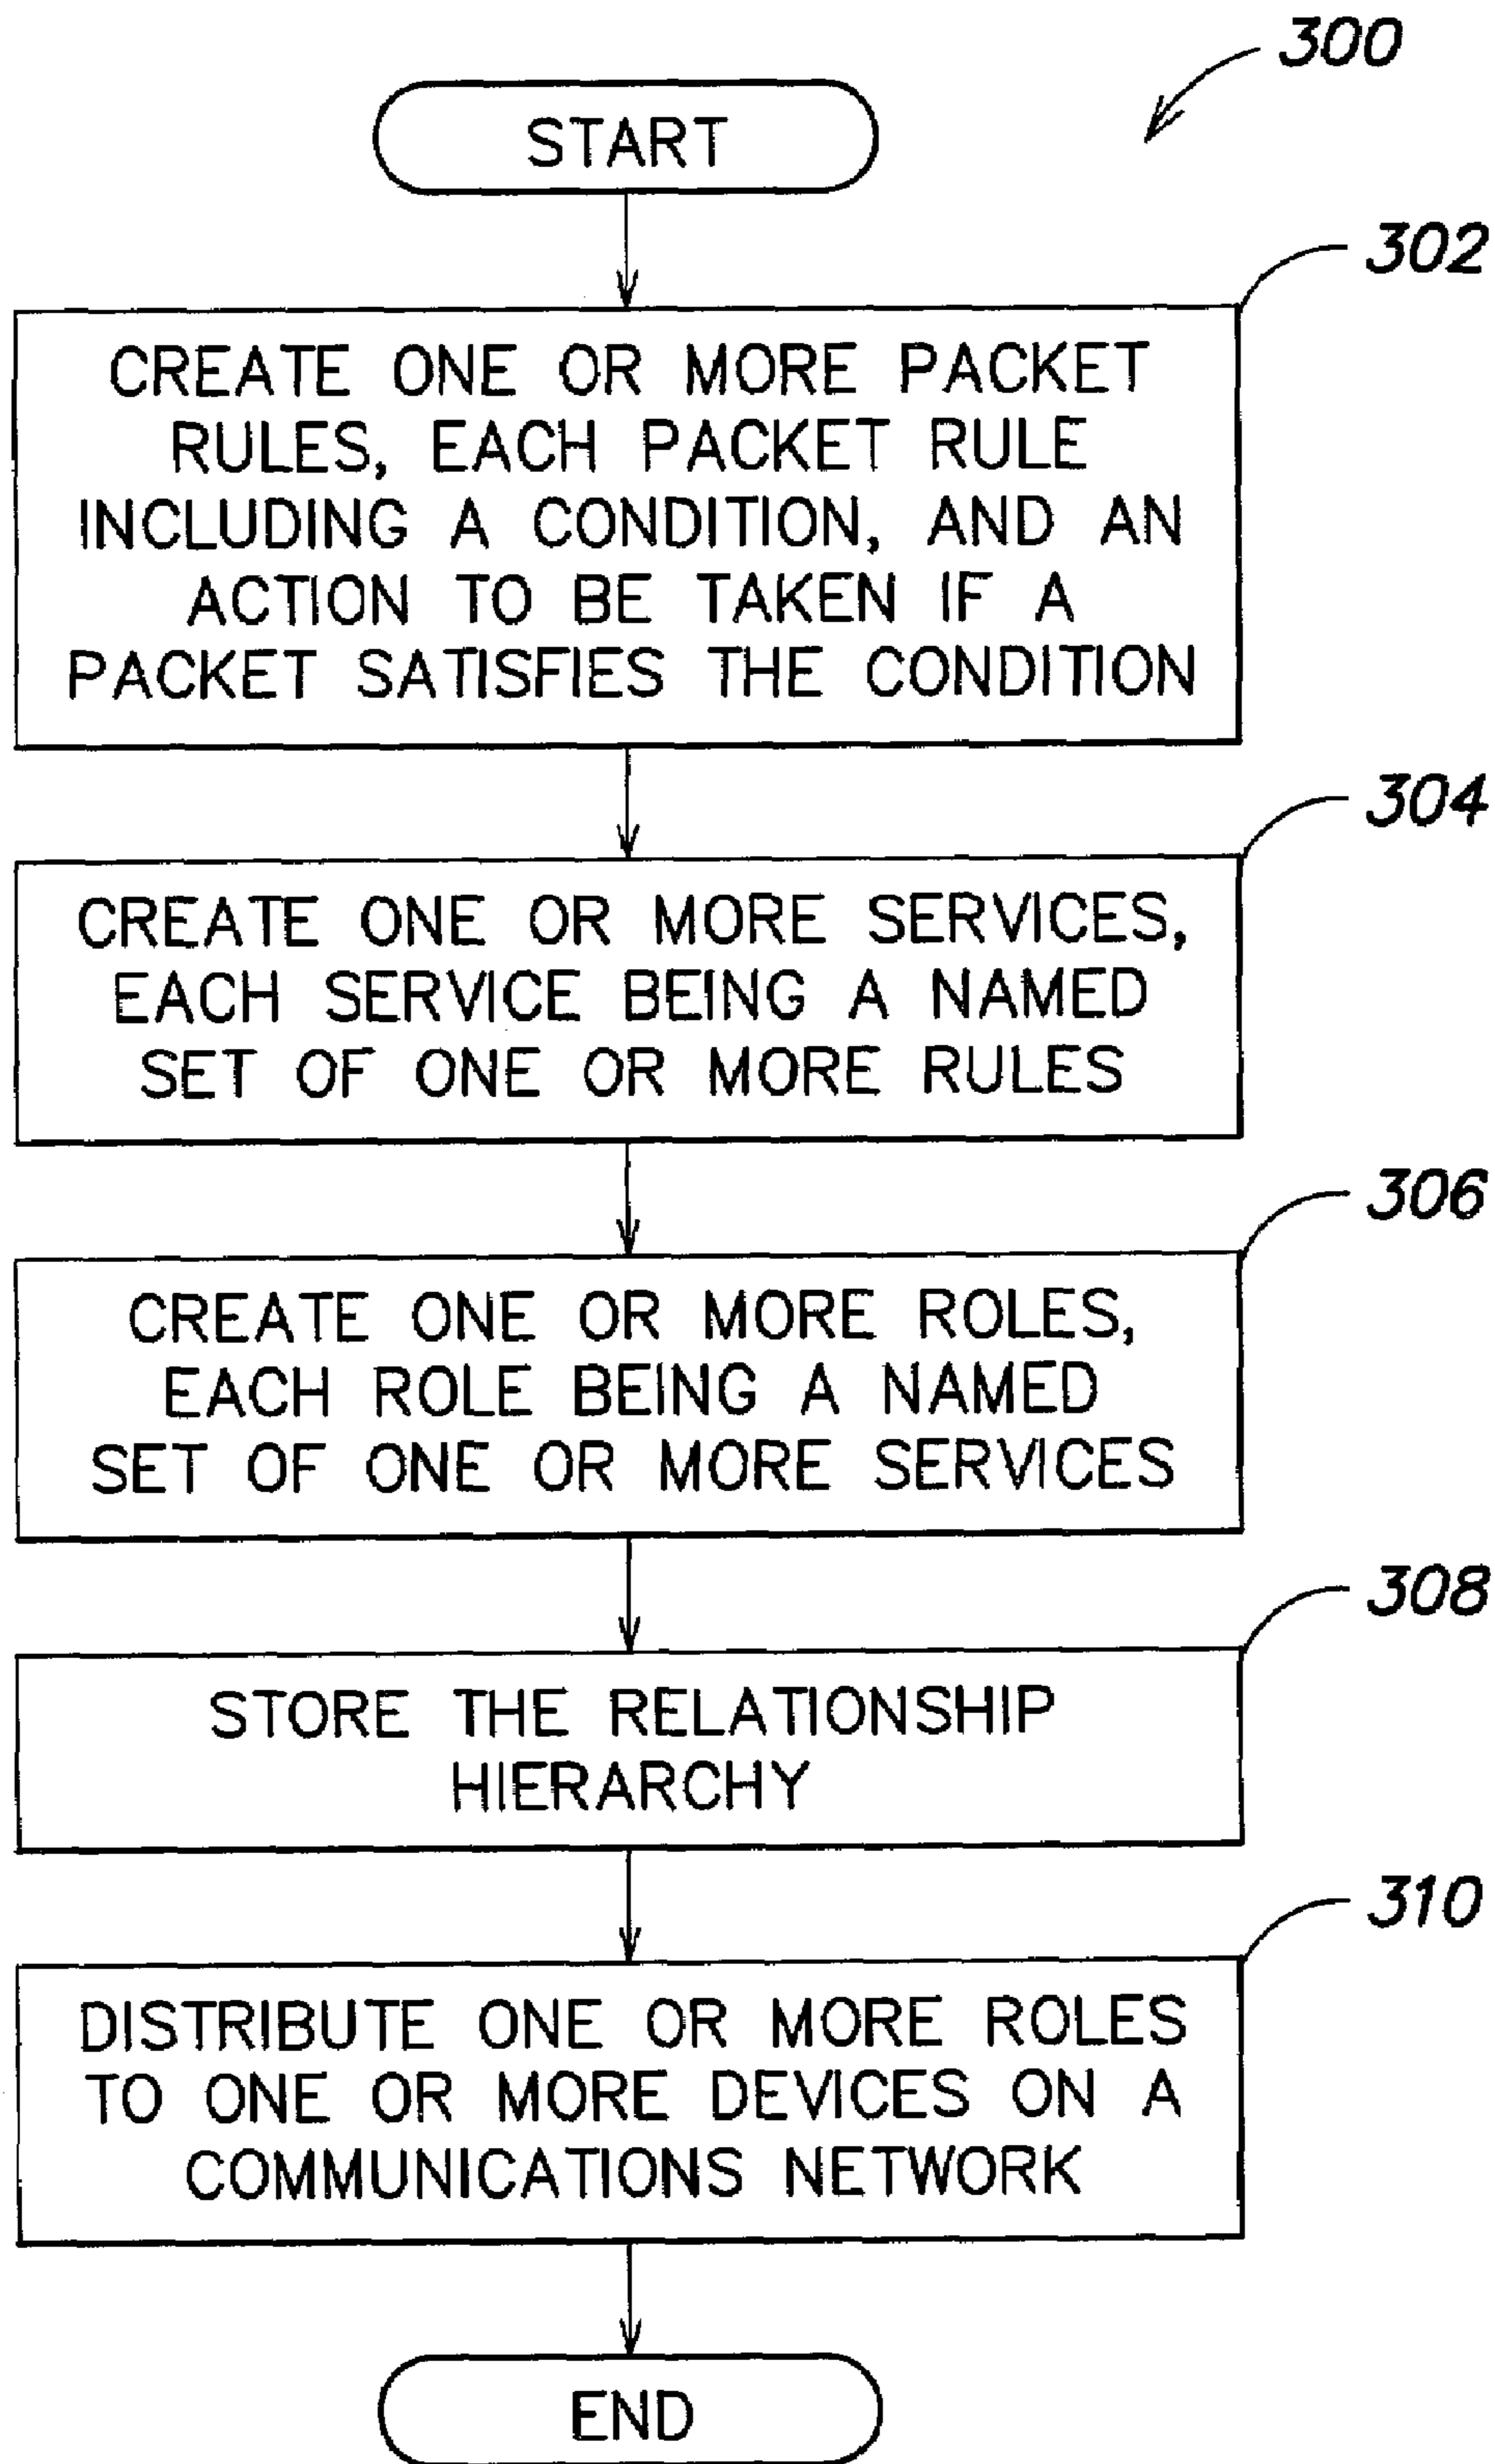 300
START
302
CREATE ONE OR MORE PACKET
RULES, EACH PACKET RULE
INCLUDING A CONDITION, AND AN
ACTION TO BE TAKEN IF A
PACKET SATISFIES THE CONDITION
304
CREATE ONE OR MORE SERVICES,
EACH SERVICE BEING A NAMED
SET OF ONE OR MORE RULES
306
CREATE ONE OR MORE ROLES,
EACH ROLE BEING A NAMED
SET OF ONE OR MORE SERVICES
308
STORE THE RELATIONSHIP
HIERARCHY
310
DISTRIBUTE ONE OR MORE ROLES
TO ONE OR MORE DEVICES ON A
COMMUNICATIONS NETWORK
END